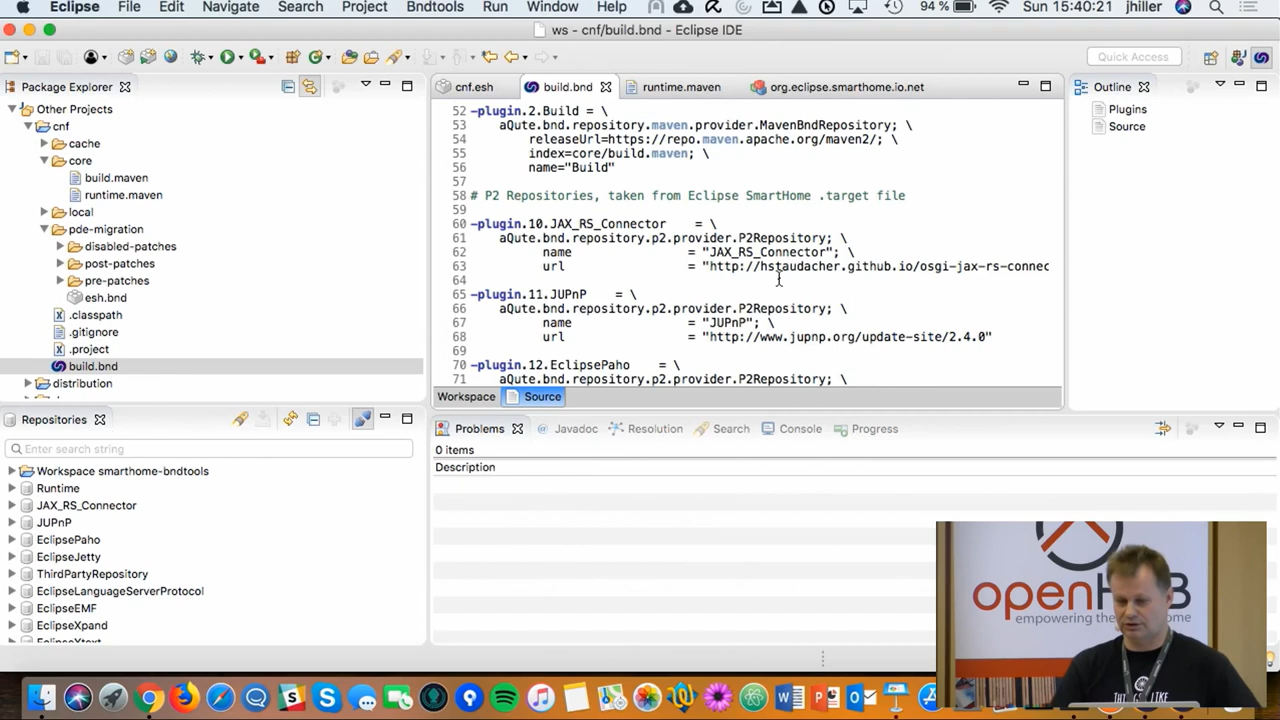 Eclipse File Edit Navigate Search Project Bndtools Run Window Help 94 % Sun 15:40:21 jhiller
ws - cnf/build.bnd - Eclipse IDE
Quick Access
Package Explorer
Other Projects
cnf
cache
core
build.maven
runtime.maven
local
pde-migration
disabled-patches
post-patches
pre-patches
esh.bnd
.classpath
.gitignore
.project
build.bnd
distribution
cnf.esh build.bnd runtime.maven org.eclipse.smarthome.io.net
52 -plugin.2.Build = \
53 aQute.bnd.repository.maven.provider.MavenBndRepository; \
54 releaseUrl=https://repo.maven.apache.org/maven2/; \
55 index=core/build.maven; \
56 name="Build"
57
58 # P2 Repositories, taken from Eclipse SmartHome .target file
59
60 -plugin.10.JAX_RS_Connector = \
61 aQute.bnd.repository.p2.provider.P2Repository; \
62 name = "JAX_RS_Connector"; \
63 url = "http://hstaudacher.github.io/osgi-jax-rs-connec
64
65 -plugin.11.JUPnP = \
66 aQute.bnd.repository.p2.provider.P2Repository; \
67 name = "JUPnP"; \
68 url = "http://www.jupnp.org/update-site/2.4.0"
69
70 -plugin.12.EclipsePaho = \
71 aQute.bnd.repository.p2.provider.P2Repository; \
Workspace Source
Outline
Plugins
Source
Repositories
Enter search string
Workspace smarthome-bndtools
Runtime
JAX_RS_Connector
JUPnP
EclipsePaho
EclipseJetty
ThirdPartyRepository
EclipseLanguageServerProtocol
EclipseEMF
EclipseXpand
EclipseXtext
Problems Javadoc Resolution Search Console Progress
0 items
Description
openHAB
empowering the home